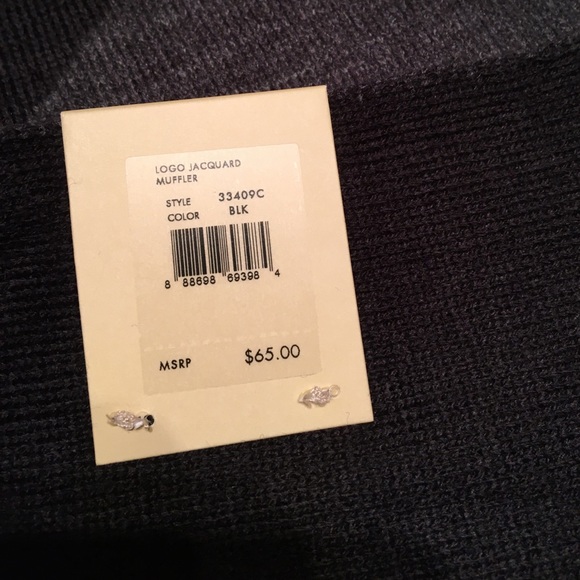 LOGO JACQUARD
MUFFLER
STYLE 33409C
COLOR BLK
8 88698 69398 4
MSRP $65.00